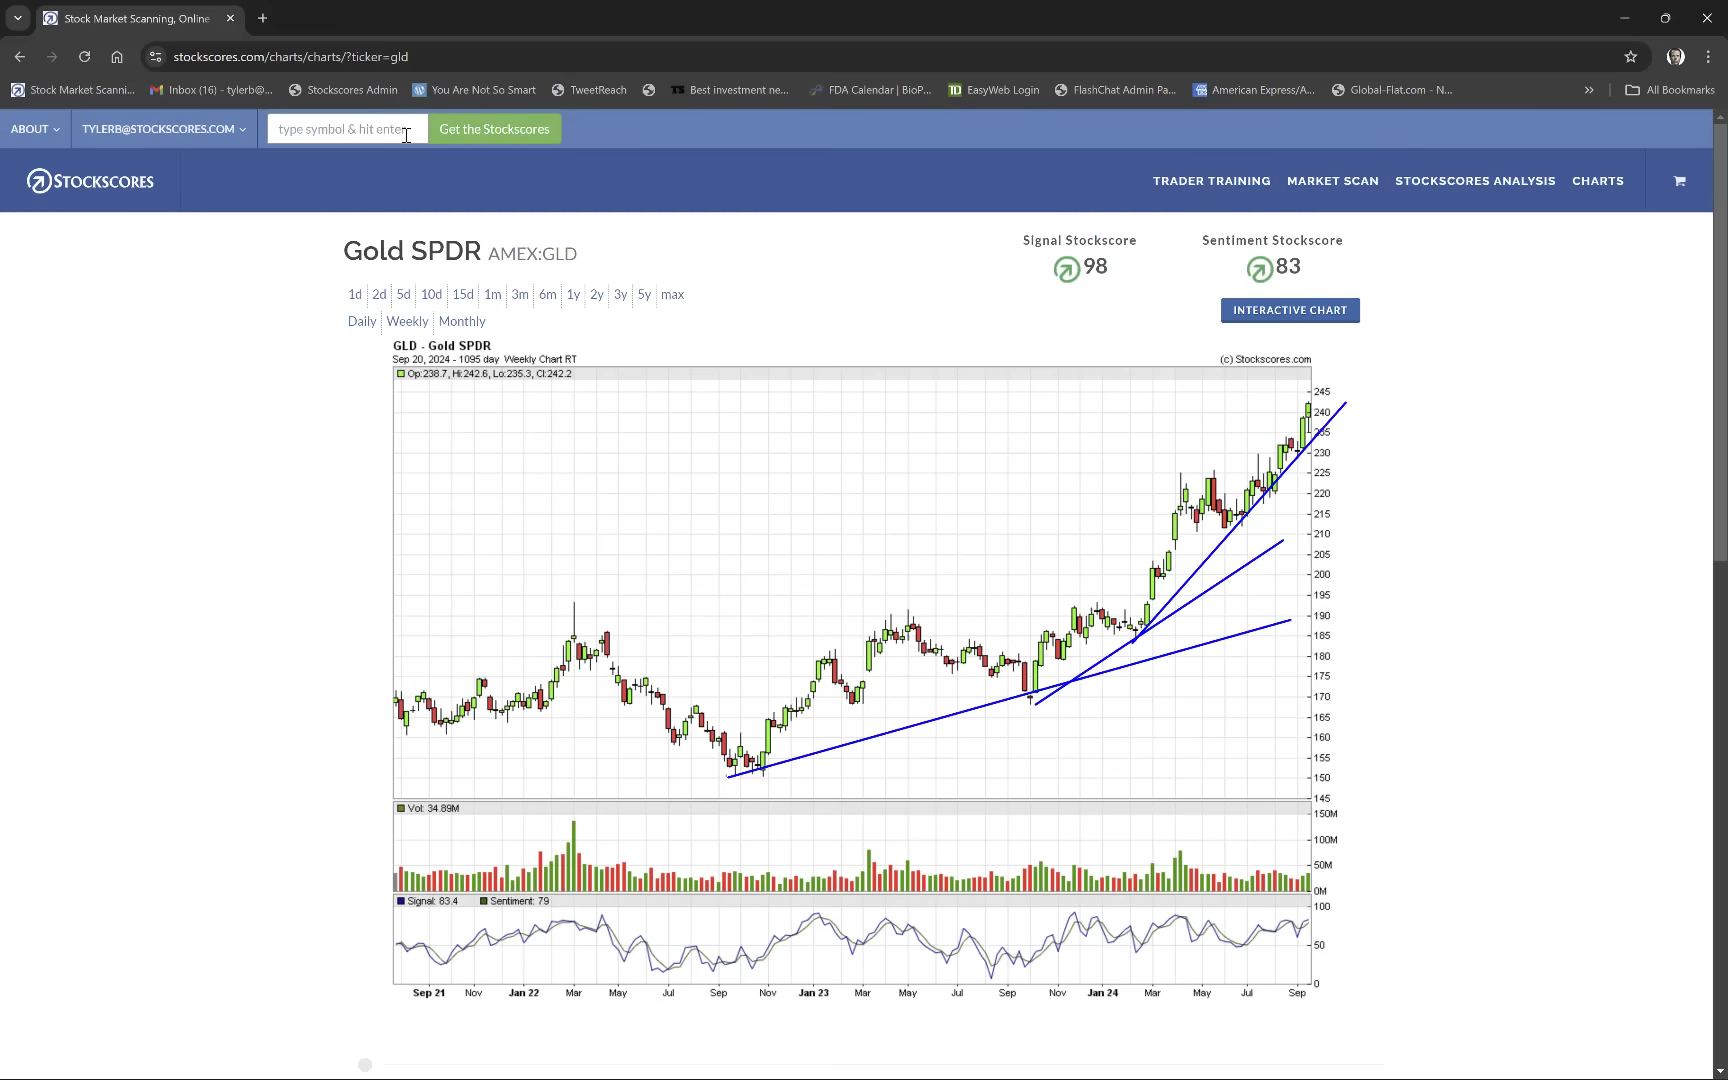 Stock Market Scanning, Online
stockscores.com/charts/charts/?ticker=gld
Stock Market Scanni... Inbox (16) - tylerb@... Stockscores Admin You Are Not So Smart TweetReach TS Best investment ne... FDA Calendar | BioP... TD EasyWeb Login FlashChat Admin Pa... American Express/A... Global-Flat.com - N... » All Bookmarks
ABOUT TYLERB@STOCKSCORES.COM type symbol & hit enter Get the Stockscores
STOCKSCORES TRADER TRAINING MARKET SCAN STOCKSCORES ANALYSIS CHARTS
Gold SPDR AMEX:GLD
Signal Stockscore Sentiment Stockscore
98 83
1d 2d 5d 10d 15d 1m 3m 6m 1y 2y 3y 5y max
INTERACTIVE CHART
Daily Weekly Monthly
GLD - Gold SPDR
Sep 20, 2024 - 1095 day Weekly Chart RT (c) Stockscores.com
Op:238.7, Hi:242.6, Lo:235.3, Cl:242.2
245
240
235
230
225
220
215
210
205
200
195
190
185
180
175
170
165
160
155
150
145
Vol: 34.89M
150M
100M
50M
0M
Signal: 83.4 Sentiment: 79
100
50
0
Sep 21 Nov Jan 22 Mar May Jul Sep Nov Jan 23 Mar May Jul Sep Nov Jan 24 Mar May Jul Sep